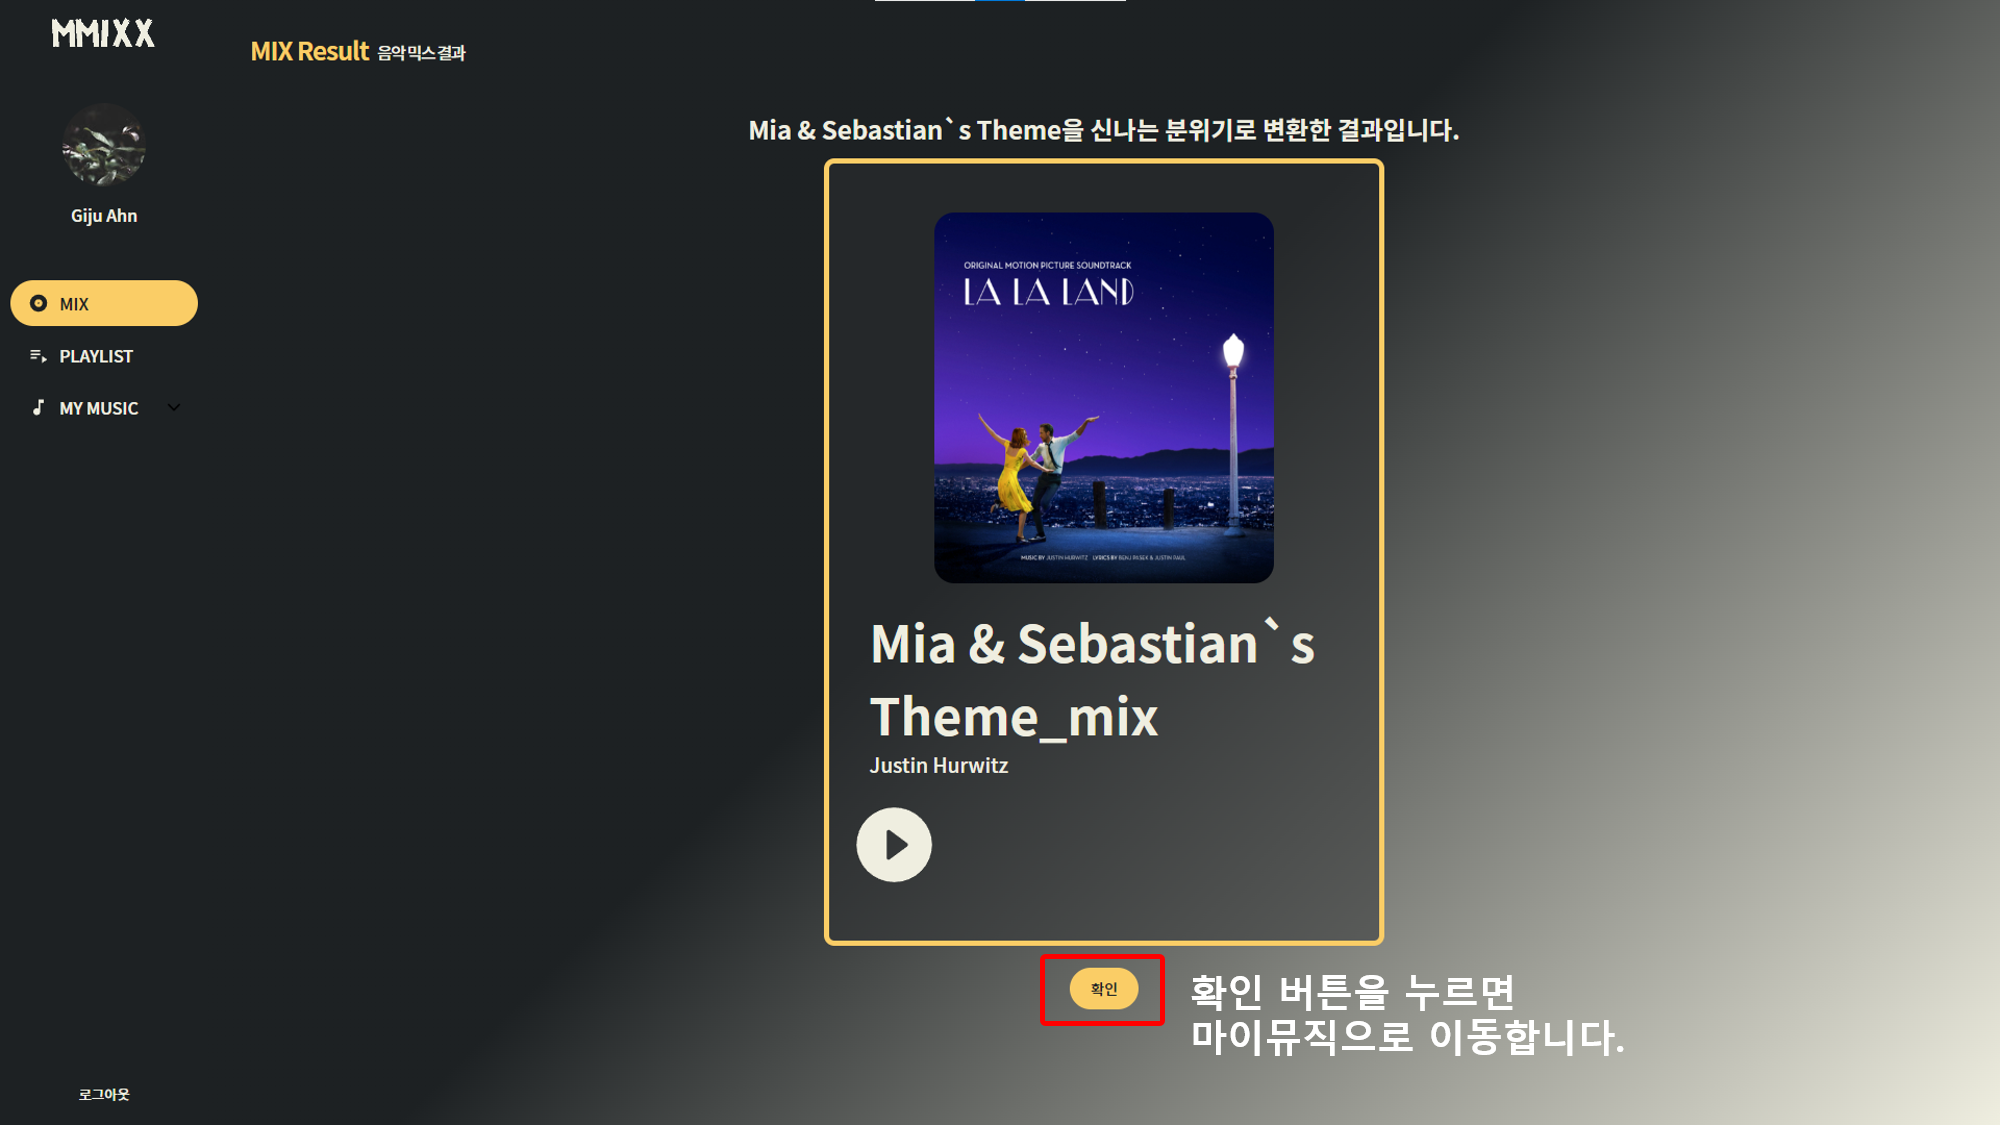 MMIXX
MIX Result 음악 믹스 결과
Giju Ahn
MIX
PLAYLIST
MY MUSIC
로그아웃
Mia & Sebastian`s Theme을 신나는 분위기로 변환한 결과입니다.
ORIGINAL MOTION PICTURE SOUNDTRACK
LA LA LAND
MUSIC BY JUSTIN HURWITZ LYRICS BY BENJ PASEK & JUSTIN PAUL
Mia & Sebastian`s
Theme_mix
Justin Hurwitz
확인
확인 버튼을 누르면
마이뮤직으로 이동합니다.